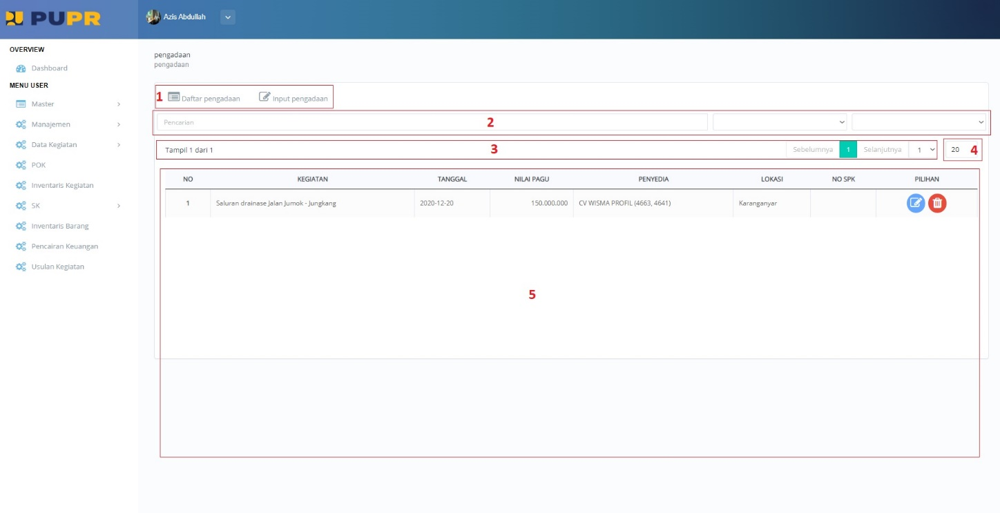 PUPR
Azis Abdullah
OVERVIEW
Dashboard
MENU USER
Master
Manajemen
Data Kegiatan
POK
Inventaris Kegiatan
SK
Inventaris Barang
Pencairan Keuangan
Usulan Kegiatan
pengadaan
pengadaan
1 Daftar pengadaan Input pengadaan
Pencarian 2
Tampil 1 dari 1 3 Sebelumnya 1 Selanjutnya 1 20 4
NO KEGIATAN TANGGAL NILAI PAGU PENYEDIA LOKASI NO SPK PILIHAN
1 Saluran drainase Jalan Jumok - Jungkang 2020-12-20 150.000.000 CV WISMA PROFIL (4663, 4641) Karanganyar
5